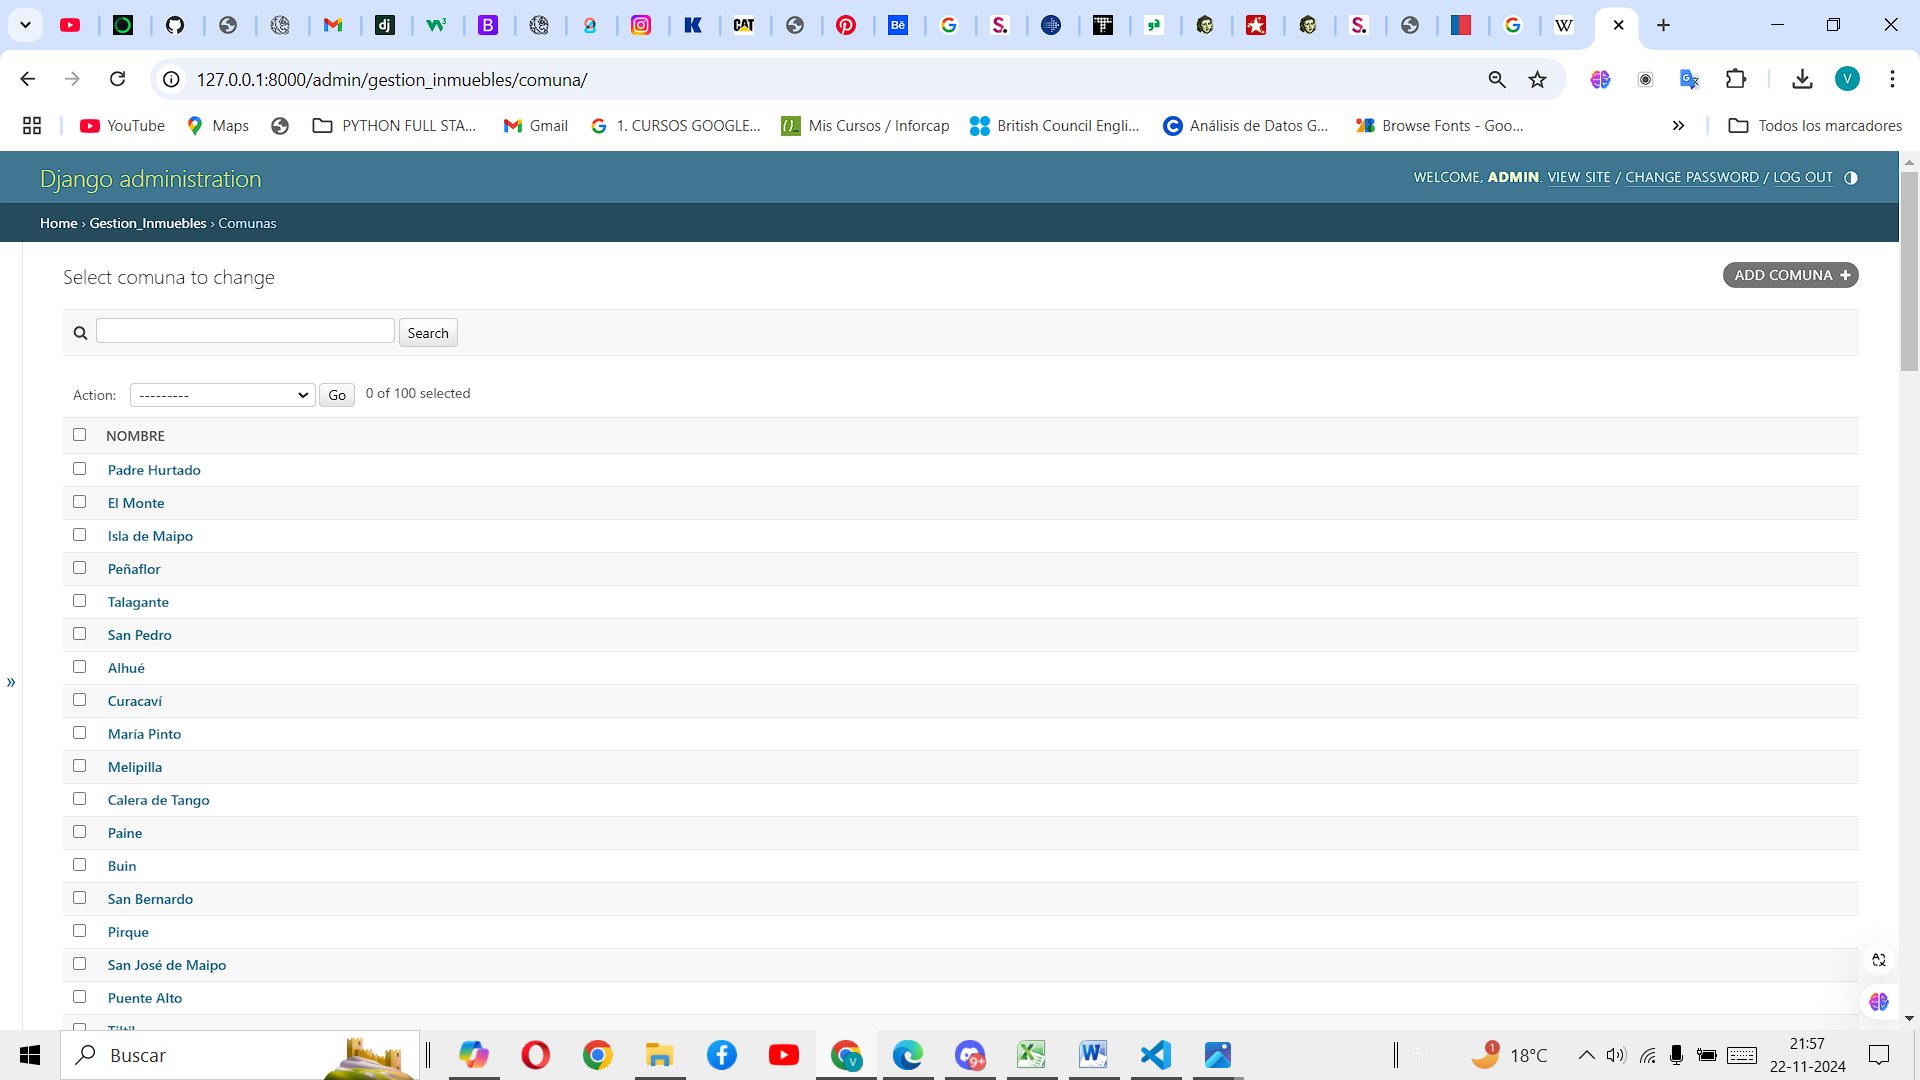 127.0.0.1:8000/admin/gestion_inmuebles/comuna/
YouTube
Maps
PYTHON FULL STA...
Gmail
1. CURSOS GOOGLE...
Mis Cursos / Inforcap
British Council Engli...
Análisis de Datos G...
Browse Fonts - Goo...
Todos los marcadores
Django administration
WELCOME, ADMIN. VIEW SITE / CHANGE PASSWORD / LOG OUT
Home › Gestion_Inmuebles › Comunas
Select comuna to change
ADD COMUNA +
Search
Action: --------- Go 0 of 100 selected
NOMBRE
Padre Hurtado
El Monte
Isla de Maipo
Peñaflor
Talagante
San Pedro
Alhué
Curacaví
María Pinto
Melipilla
Calera de Tango
Paine
Buin
San Bernardo
Pirque
San José de Maipo
Puente Alto
Buscar
18°C
21:57
22-11-2024